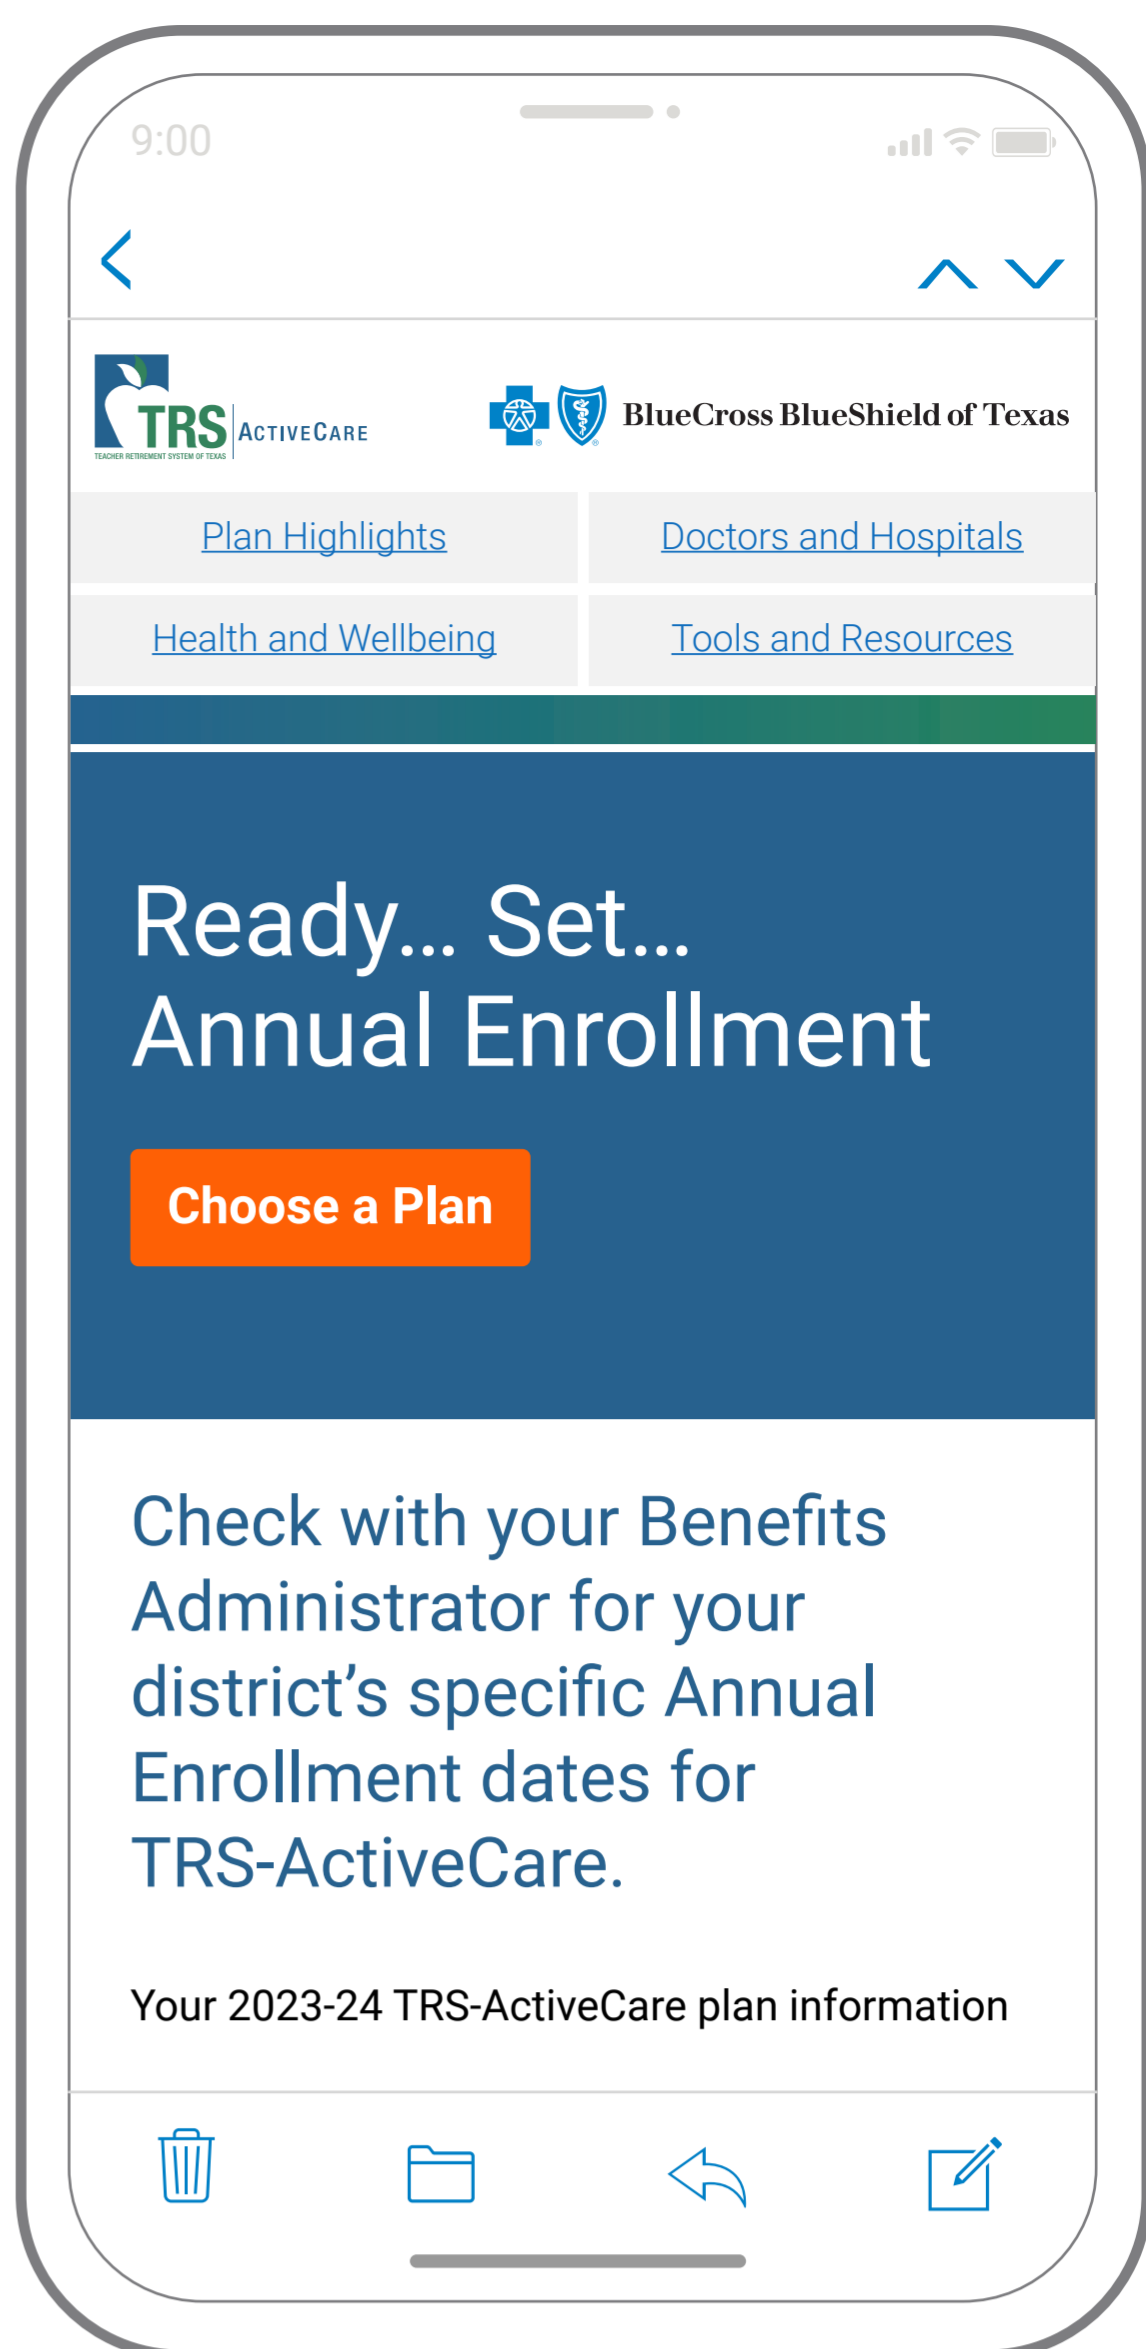 9:00
TRS ACTIVECARE
TEACHER RETIREMENT SYSTEM OF TEXAS
BlueCross BlueShield of Texas
Plan Highlights
Doctors and Hospitals
Health and Wellbeing
Tools and Resources
Ready... Set...
Annual Enrollment
Choose a Plan
Check with your Benefits
Administrator for your
district’s specific Annual
Enrollment dates for
TRS-ActiveCare.
Your 2023-24 TRS-ActiveCare plan information